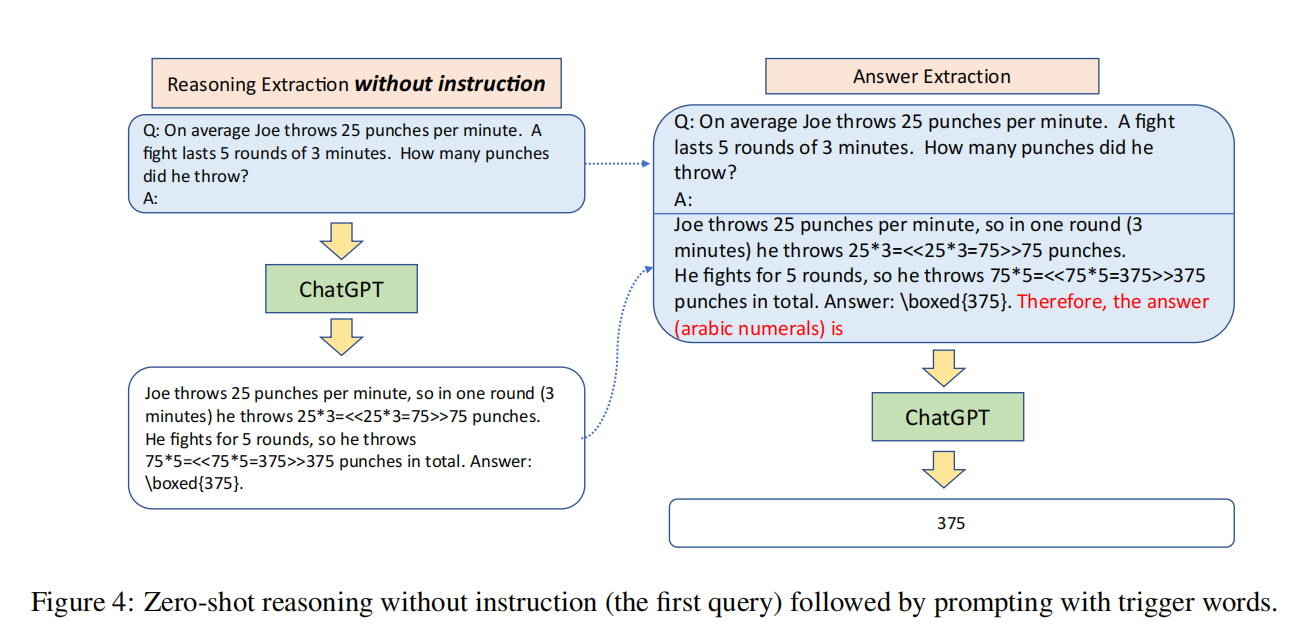 Reasoning Extraction without instruction
Q: On average Joe throws 25 punches per minute.  A
fight lasts 5 rounds of 3 minutes.  How many punches
did he throw?
A:
ChatGPT
Joe throws 25 punches per minute, so in one round (3
minutes) he throws 25*3=<<25*3=75>>75 punches.
He fights for 5 rounds, so he throws
75*5=<<75*5=375>>375 punches in total. Answer:
\boxed{375}.
Answer Extraction
Q: On average Joe throws 25 punches per minute.  A fight
lasts 5 rounds of 3 minutes.  How many punches did he
throw?
A:
Joe throws 25 punches per minute, so in one round (3
minutes) he throws 25*3=<<25*3=75>>75 punches.
He fights for 5 rounds, so he throws 75*5=<<75*5=375>>375
punches in total. Answer: \boxed{375}. Therefore, the answer
(arabic numerals) is
ChatGPT
375
Figure 4: Zero-shot reasoning without instruction (the first query) followed by prompting with trigger words.